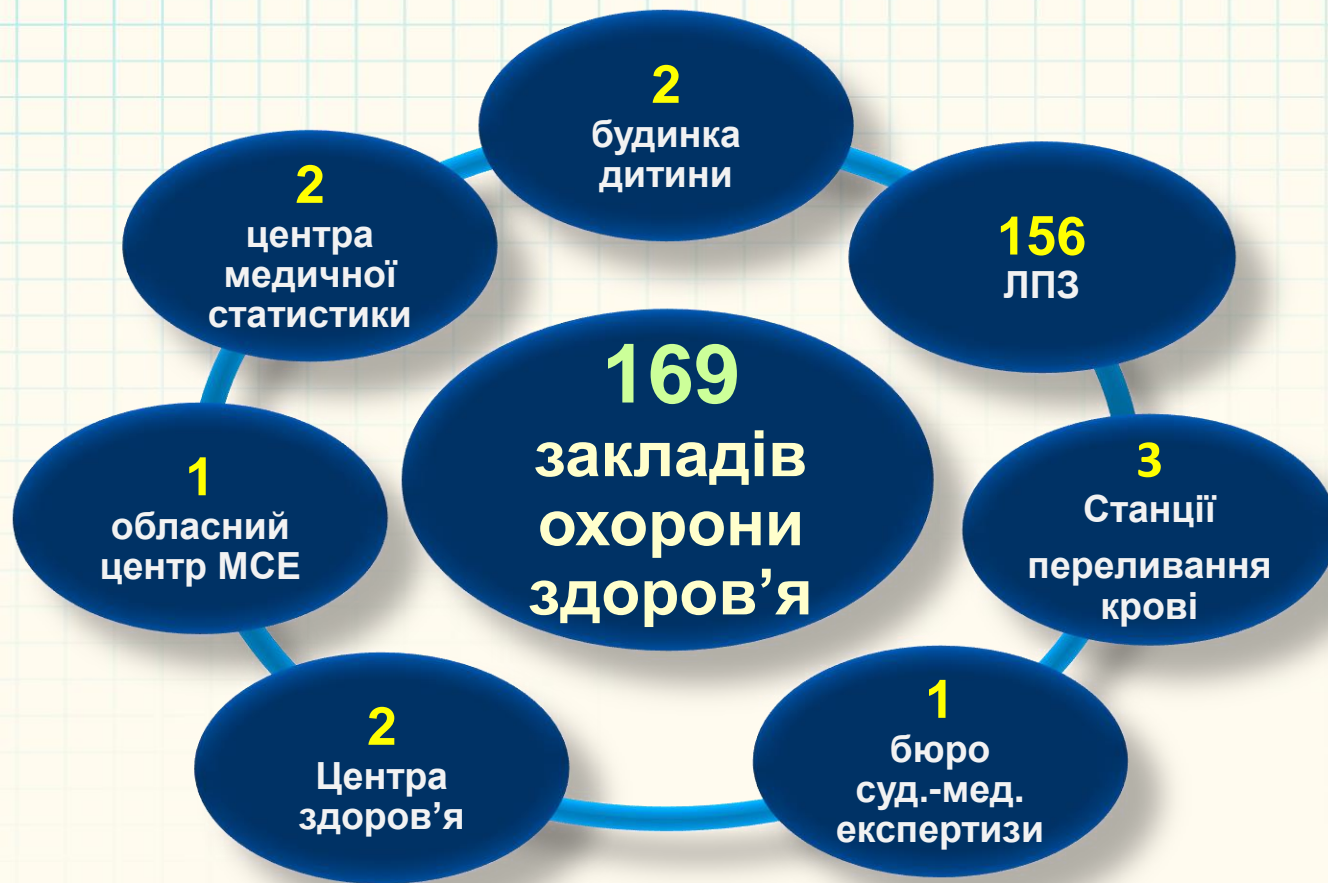 2
будинка
дитини
156
ЛПЗ
3
Станції
переливання
крові
1
бюро
суд.-мед.
експертизи
2
Центра
здоров’я
1
обласний
центр МСЕ
2
центра
медичної
статистики
169
закладів
охорони
здоров’я